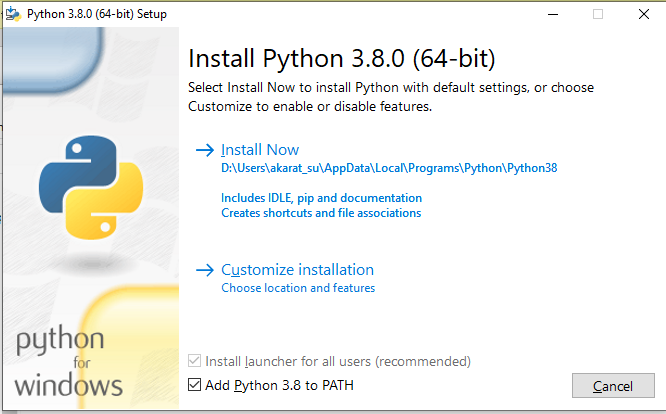 Python 3.8.0 (64-bit) Setup
Install Python 3.8.0 (64-bit)
Select Install Now to install Python with default settings, or choose
Customize to enable or disable features.
Install Now
D:\Users\akarat_su\AppData\Local\Programs\Python\Python38
Includes IDLE, pip and documentation
Creates shortcuts and file associations
Customize installation
Choose location and features
python
for
windows
Install launcher for all users (recommended)
Add Python 3.8 to PATH
Cancel